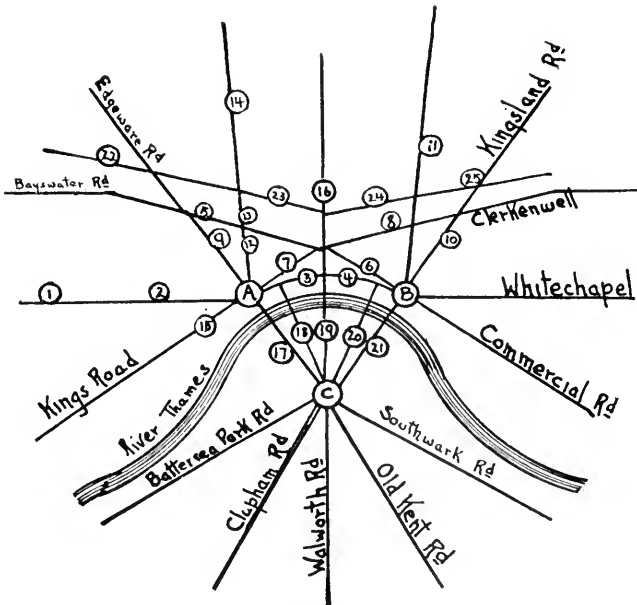 Edgeware Rd
14
11
Kingsland Rd
22
23
16
24
25
Bayswater Rd
5
13
8
Clerkenwell
9
12
10
7
6
3
4
1
2
A
B
Whitechapel
15
18
19
20
17
21
Kings Road
River Thames
Commercial Rd
C
Battersea Park Rd
Southwark Rd
Clapham Rd
Walworth Rd
Old Kent Rd